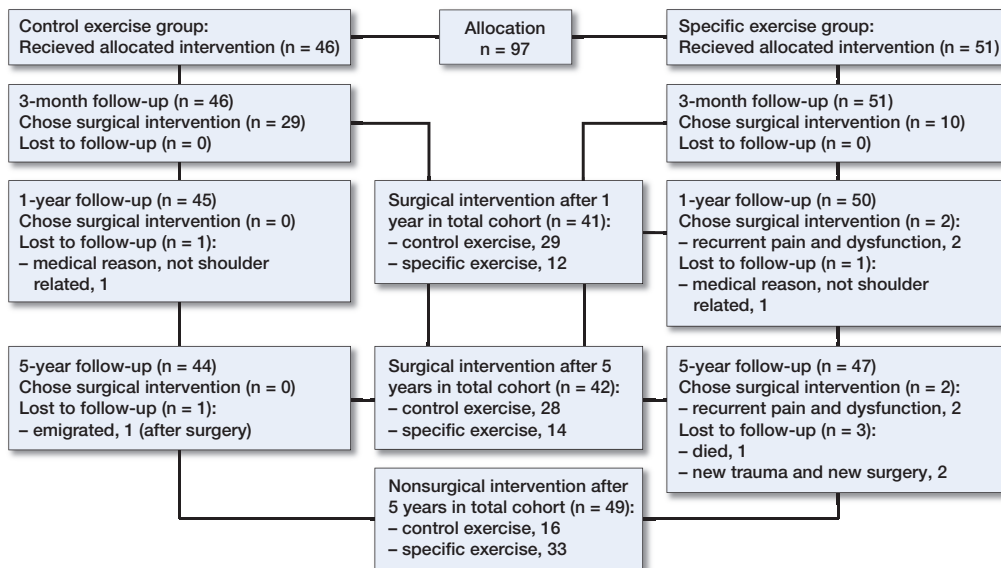 Control exercise group:
Recieved allocated intervention (n = 46)
Allocation
n = 97
Specific exercise group:
Recieved allocated intervention (n = 51)
3-month follow-up (n = 46)
Chose surgical intervention (n = 29)
Lost to follow-up (n = 0)
3-month follow-up (n = 51)
Chose surgical intervention (n = 10)
Lost to follow-up (n = 0)
1-year follow-up (n = 45)
Chose surgical intervention (n = 0)
Lost to follow-up (n = 1):
– medical reason, not shoulder
related, 1
Surgical intervention after 1
year in total cohort (n = 41):
– control exercise, 29
– specific exercise, 12
1-year follow-up (n = 50)
Chose surgical intervention (n = 2):
– recurrent pain and dysfunction, 2
Lost to follow-up (n = 1):
– medical reason, not shoulder
related, 1
5-year follow-up (n = 44)
Chose surgical intervention (n = 0)
Lost to follow-up (n = 1):
– emigrated, 1 (after surgery)
Surgical intervention after 5
years in total cohort (n = 42):
– control exercise, 28
– specific exercise, 14
5-year follow-up (n = 47)
Chose surgical intervention (n = 2):
– recurrent pain and dysfunction, 2
Lost to follow-up (n = 3):
– died, 1
– new trauma and new surgery, 2
Nonsurgical intervention after
5 years in total cohort (n = 49):
– control exercise, 16
– specific exercise, 33